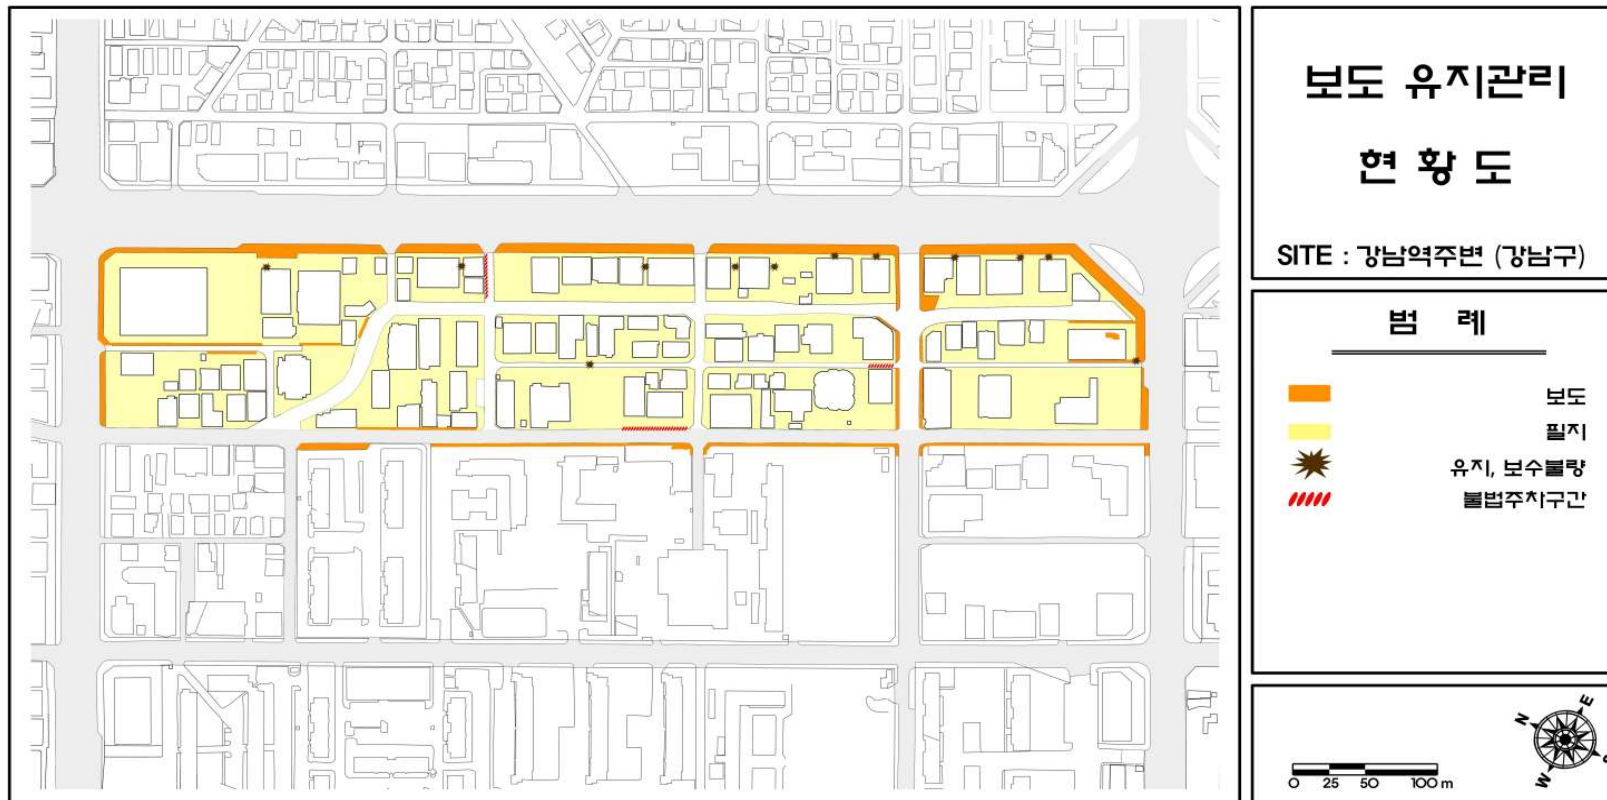 보도 유지관리
현 황 도
SITE : 강남역주변 (강남구)
범 례
보도
필지
유지, 보수불량
불법주차구간
N
E
W
S
0 25 50 100 m